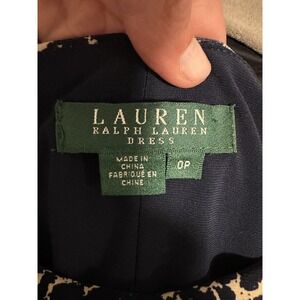 LAUREN
RALPH LAUREN
DRESS
MADE IN
CHINA
FABRIQUÉ EN
CHINE
0P